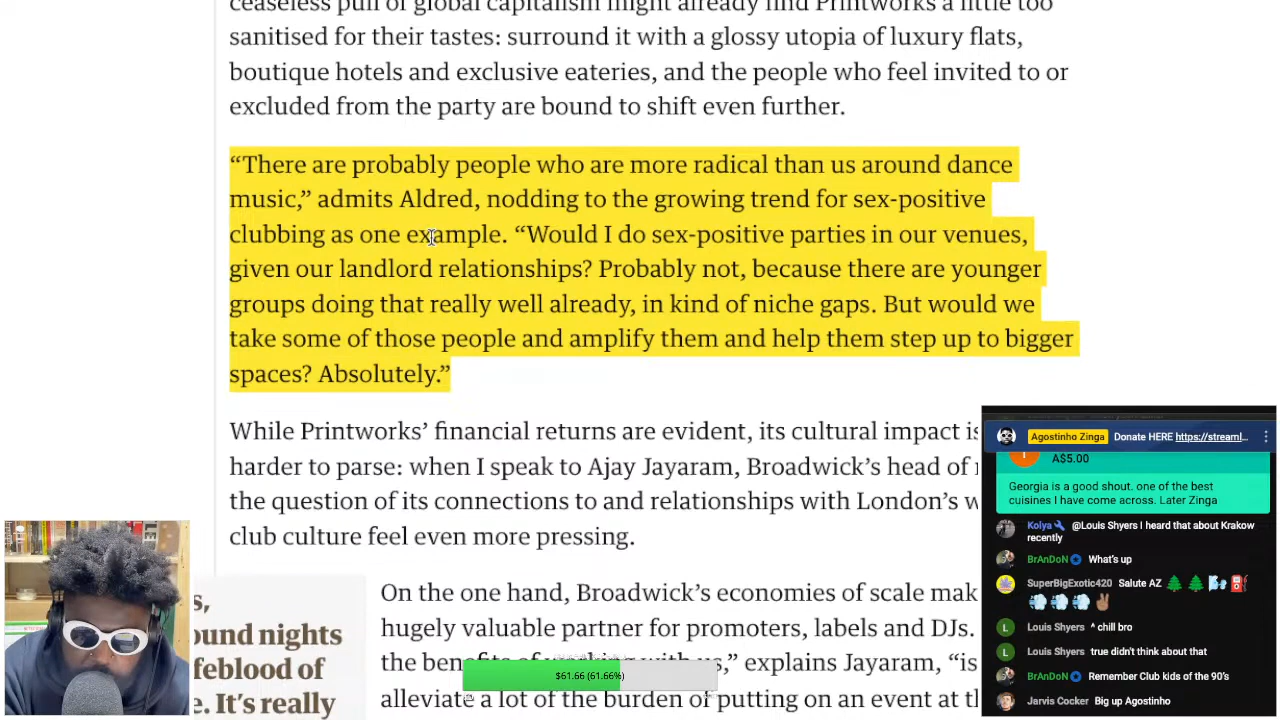 ceaseless pull of global capitalism might already find Printworks a little too
sanitised for their tastes: surround it with a glossy utopia of luxury flats,
boutique hotels and exclusive eateries, and the people who feel invited to or
excluded from the party are bound to shift even further.
“There are probably people who are more radical than us around dance
music,” admits Aldred, nodding to the growing trend for sex-positive
clubbing as one example. “Would I do sex-positive parties in our venues,
given our landlord relationships? Probably not, because there are younger
groups doing that really well already, in kind of niche gaps. But would we
take some of those people and amplify them and help them step up to bigger
spaces? Absolutely.”
While Printworks’ financial returns are evident, its cultural impact is
harder to parse: when I speak to Ajay Jayaram, Broadwick’s head of
the question of its connections to and relationships with London’s
club culture feel even more pressing.
On the one hand, Broadwick’s economies of scale mak
hugely valuable partner for promoters, labels and DJs.
the benefits of working with us,” explains Jayaram, “is
alleviate a lot of the burden of putting on an event at
s,
ound nights
feblood of
e. It’s really
$61.66 (61.66%)
Agostinho Zinga Donate HERE https://streaml...
A$5.00
Georgia is a good shout, one of the best
cuisines I have come across. Later Zinga
Kolya @Louis Shyers I heard that about Krakow
recently
BrAnDoN What's up
SuperBigExotic420 Salute AZ
Louis Shyers ^ chill bro
Louis Shyers true didn't think about that
BrAnDoN Remember Club kids of the 90's
Jarvis Cocker Big up Agostinho